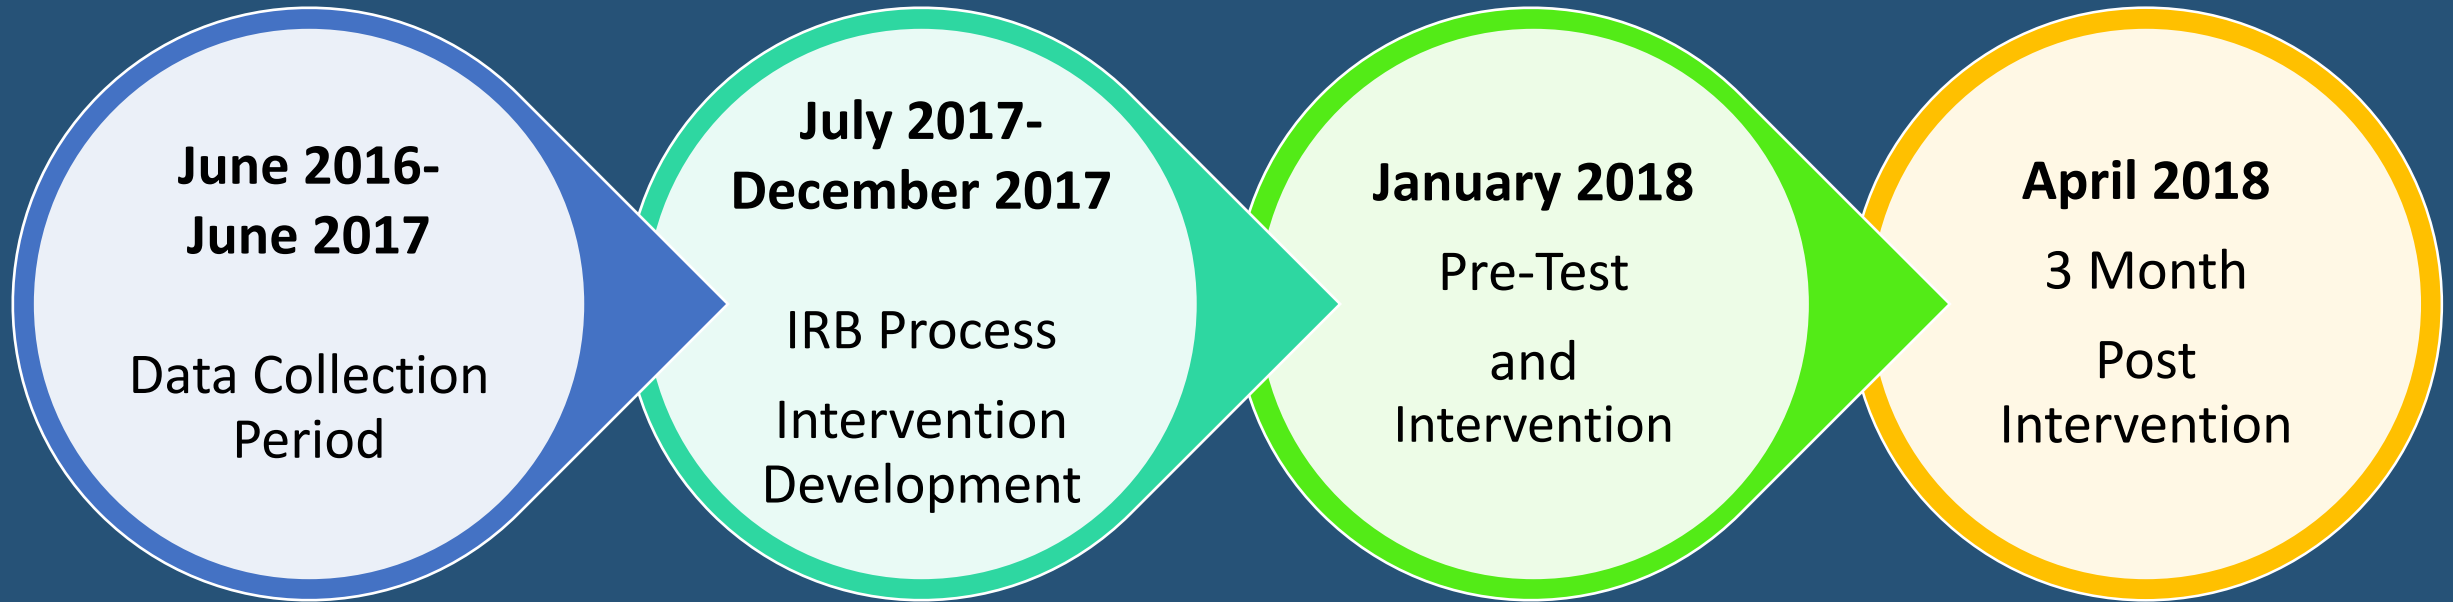 June 2016-
June 2017
Data Collection
Period
July 2017-
December 2017
IRB Process
Intervention
Development
January 2018
Pre-Test
and
Intervention
April 2018
3 Month
Post
Intervention